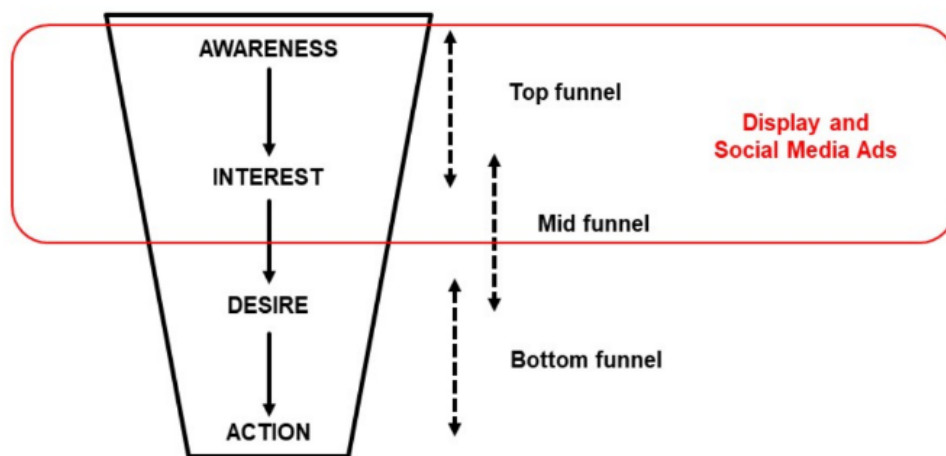 AWARENESS
Top funnel
Display and
Social Media Ads
INTEREST
Mid funnel
DESIRE
Bottom funnel
ACTION